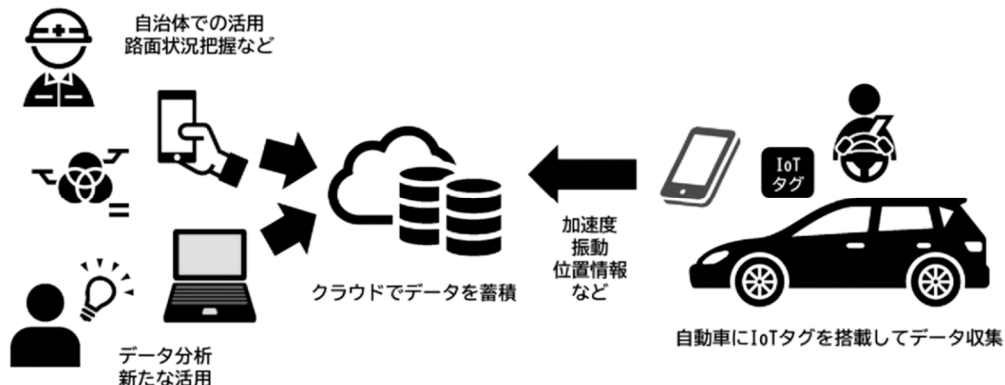 自治体での活用
路面状況把握など
IoT
タグ
加速度
振動
位置情報
など
クラウドでデータを蓄積
自動車にIoTタグを搭載してデータ収集
データ分析
新たな活用